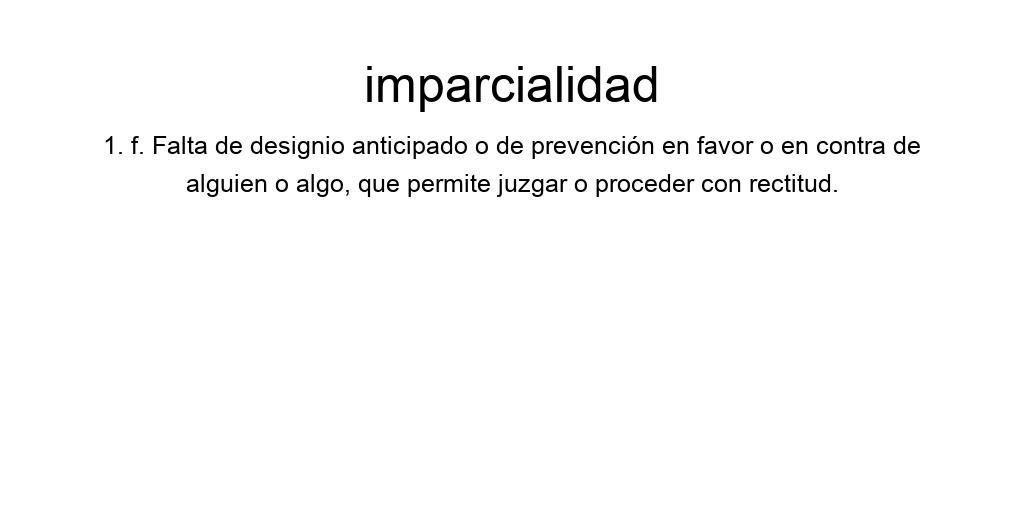 imparcialidad
1. f. Falta de designio anticipado o de prevención en favor o en contra de
alguien o algo, que permite juzgar o proceder con rectitud.